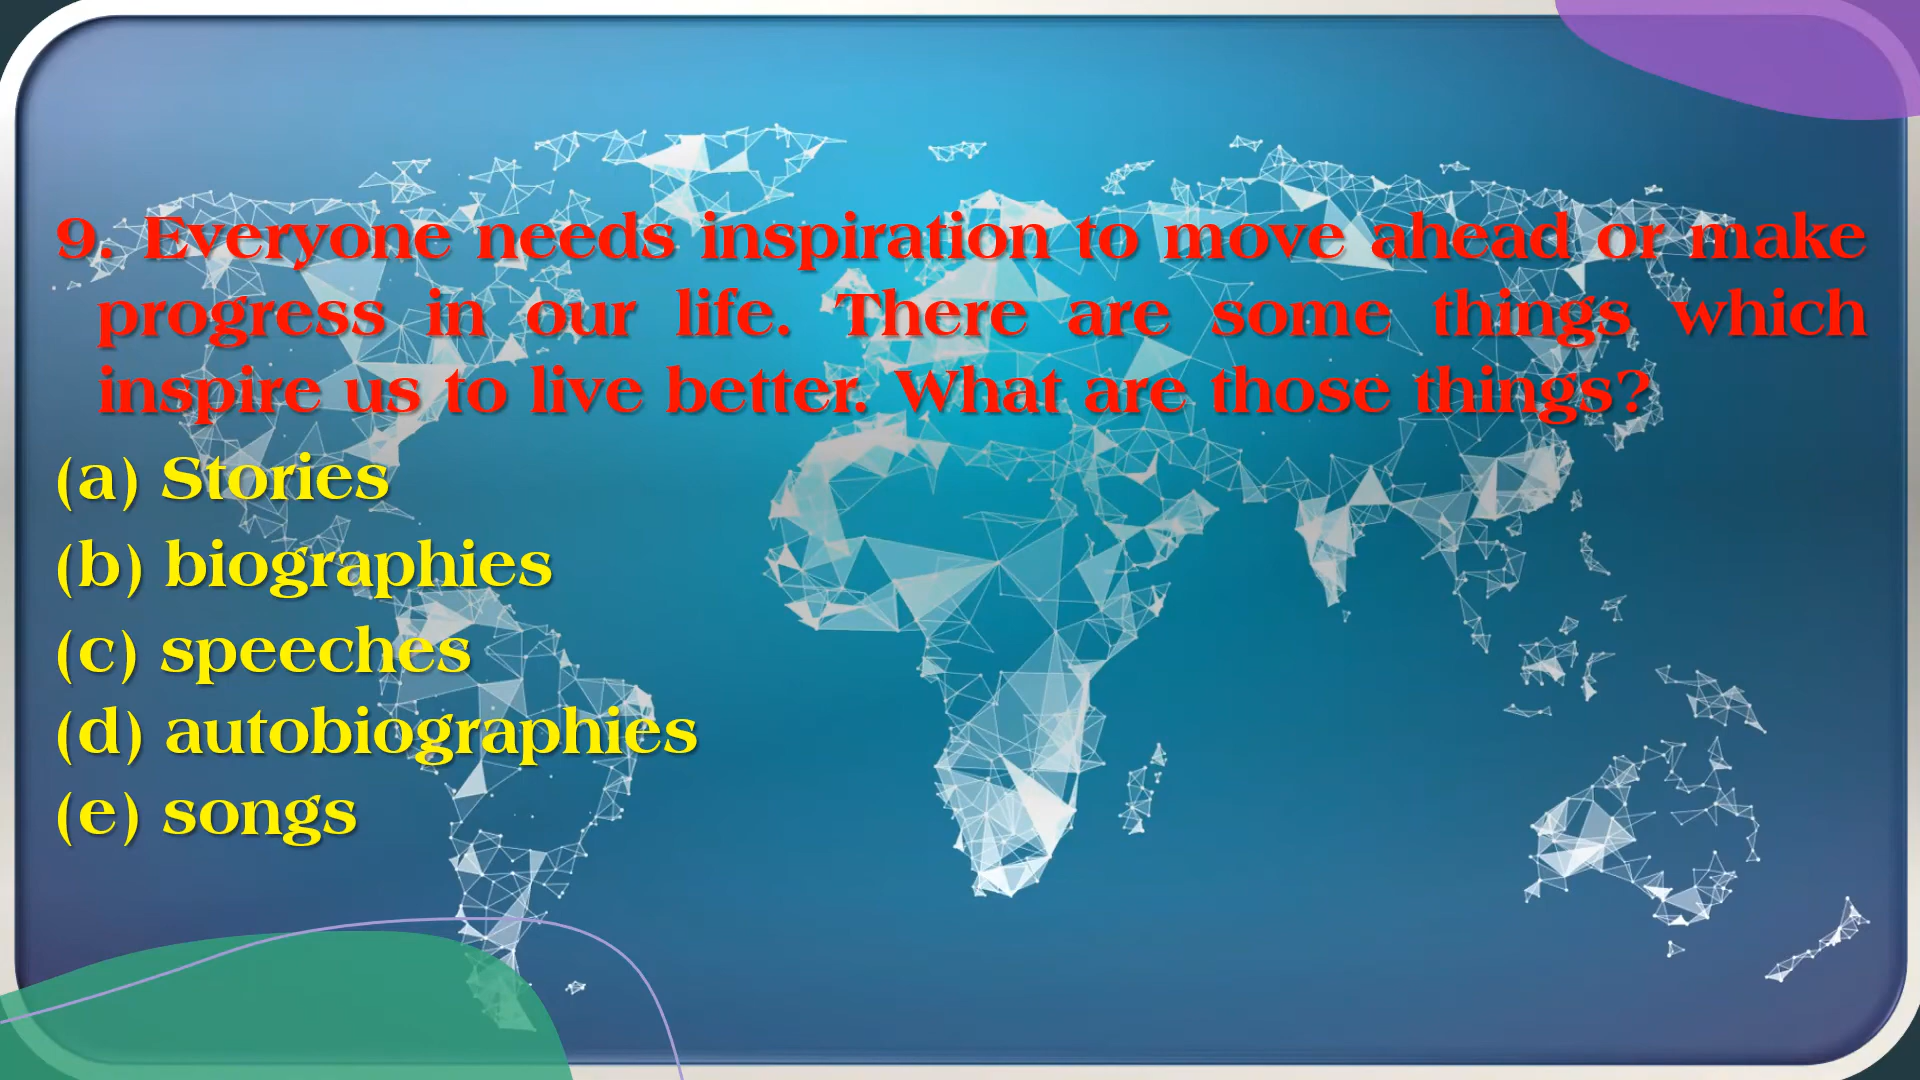 9. Everyone needs inspiration to move ahead or make
progress in our life. There are some things which
inspire us to live better. What are those things?
(a) Stories
(b) biographies
(c) speeches
(d) autobiographies
(e) songs